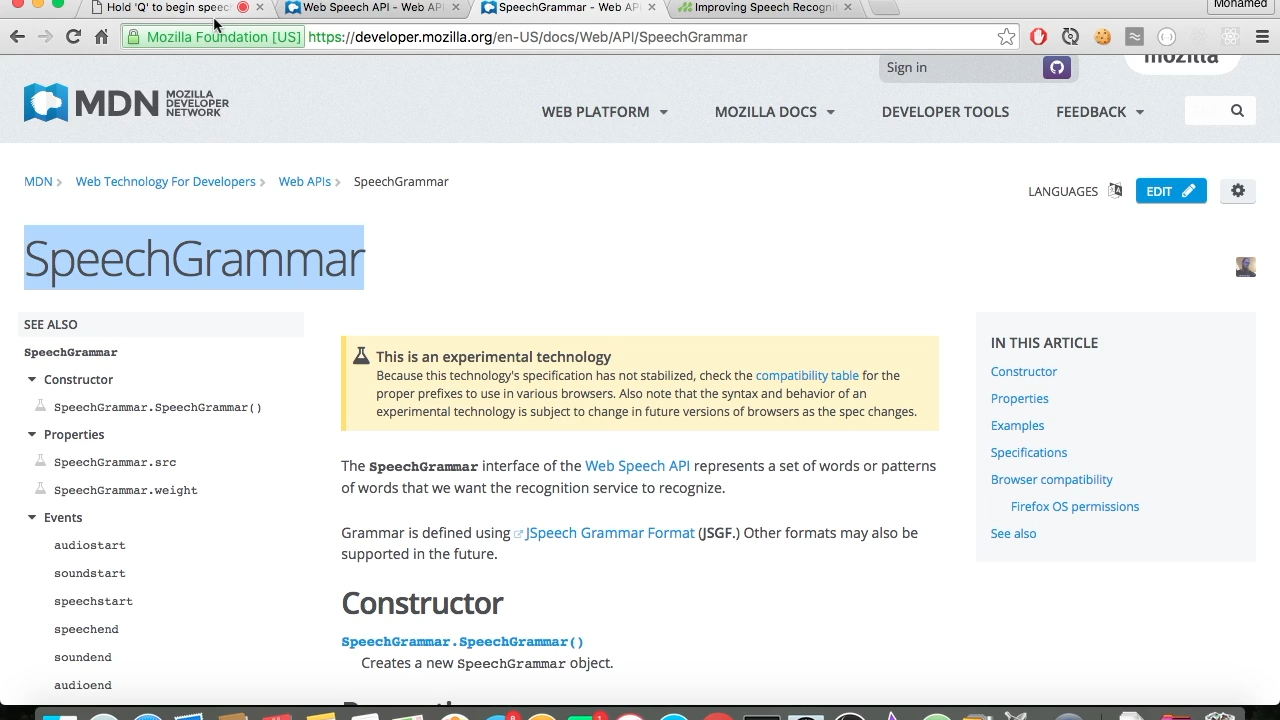 Hold 'Q' to begin speech
Web Speech API - Web API
SpeechGrammar - Web API
Improving Speech Recogni
Mohamed
Mozilla Foundation [US]
https://developer.mozilla.org/en-US/docs/Web/API/SpeechGrammar
Sign in
mozilla
MDN MOZILLA DEVELOPER NETWORK
WEB PLATFORM
MOZILLA DOCS
DEVELOPER TOOLS
FEEDBACK
MDN
Web Technology For Developers
Web APIs
SpeechGrammar
LANGUAGES
EDIT
SpeechGrammar
SEE ALSO
SpeechGrammar
Constructor
SpeechGrammar.SpeechGrammar()
Properties
SpeechGrammar.src
SpeechGrammar.weight
Events
audiostart
soundstart
speechstart
speechend
soundend
audioend
This is an experimental technology
Because this technology's specification has not stabilized, check the compatibility table for the
proper prefixes to use in various browsers. Also note that the syntax and behavior of an
experimental technology is subject to change in future versions of browsers as the spec changes.
The SpeechGrammar interface of the Web Speech API represents a set of words or patterns
of words that we want the recognition service to recognize.
Grammar is defined using JSpeech Grammar Format (JSGF.) Other formats may also be
supported in the future.
Constructor
SpeechGrammar.SpeechGrammar()
Creates a new SpeechGrammar object.
IN THIS ARTICLE
Constructor
Properties
Examples
Specifications
Browser compatibility
Firefox OS permissions
See also